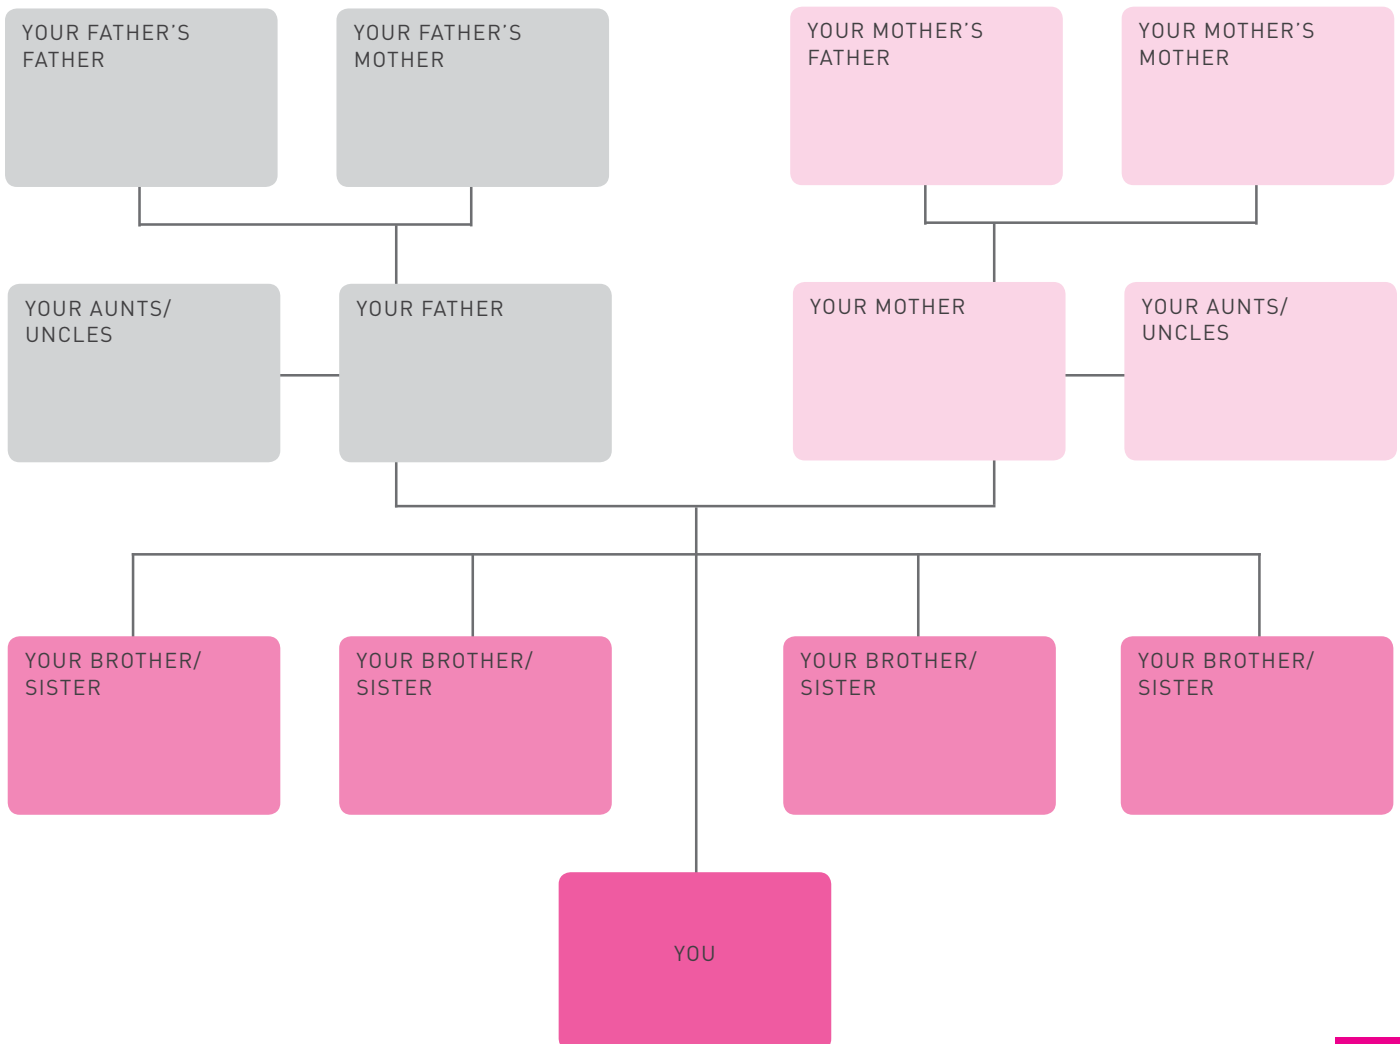 YOUR FATHER'S
FATHER
YOUR FATHER'S
MOTHER
YOUR MOTHER'S
FATHER
YOUR MOTHER'S
MOTHER
YOUR AUNTS/
UNCLES
YOUR FATHER
YOUR MOTHER
YOUR AUNTS/
UNCLES
YOUR BROTHER/
SISTER
YOUR BROTHER/
SISTER
YOUR BROTHER/
SISTER
YOUR BROTHER/
SISTER
YOU